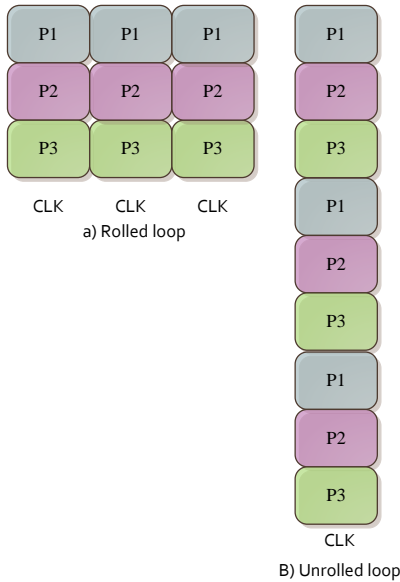 P1 P1 P1
P2 P2 P2
P3 P3 P3
CLK CLK CLK
a) Rolled loop
P1
P2
P3
P1
P2
P3
P1
P2
P3
CLK
B) Unrolled loop